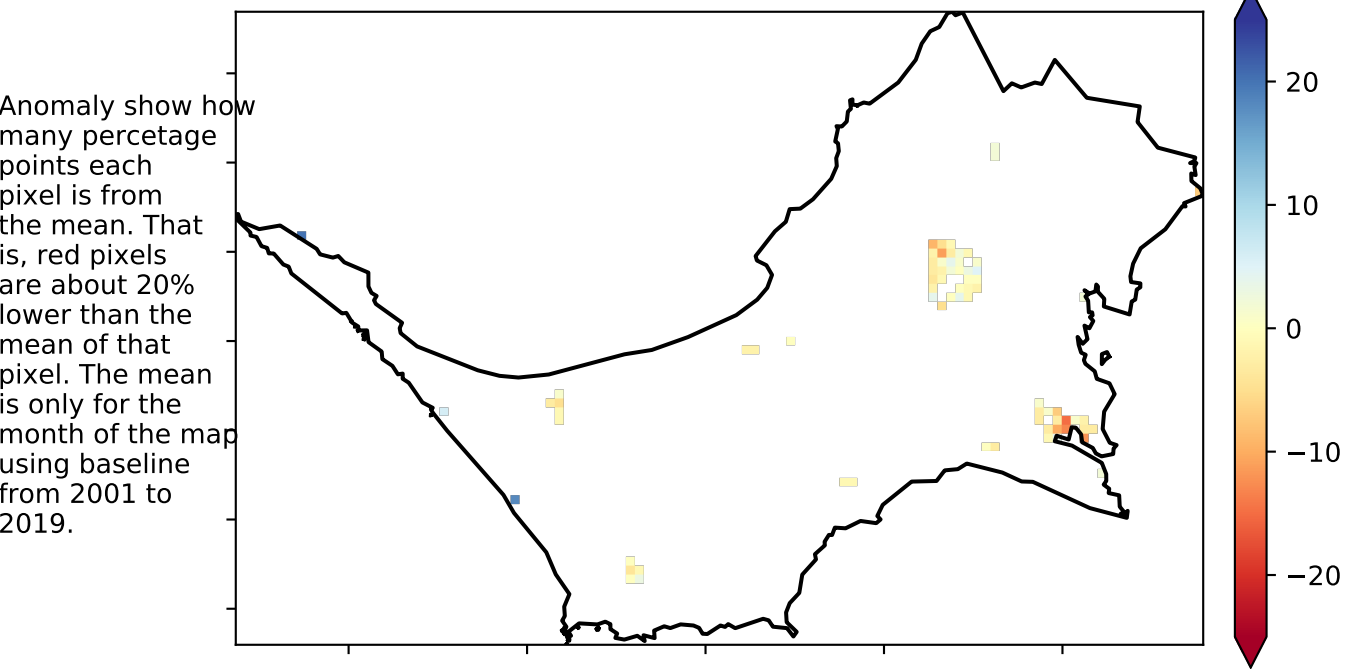 Anomaly show how
many percetage
points each
pixel is from
the mean. That
is, red pixels
are about 20%
lower than the
mean of that
pixel. The mean
is only for the
month of the map
using baseline
from 2001 to
2019.
20
10
0
−10
−20